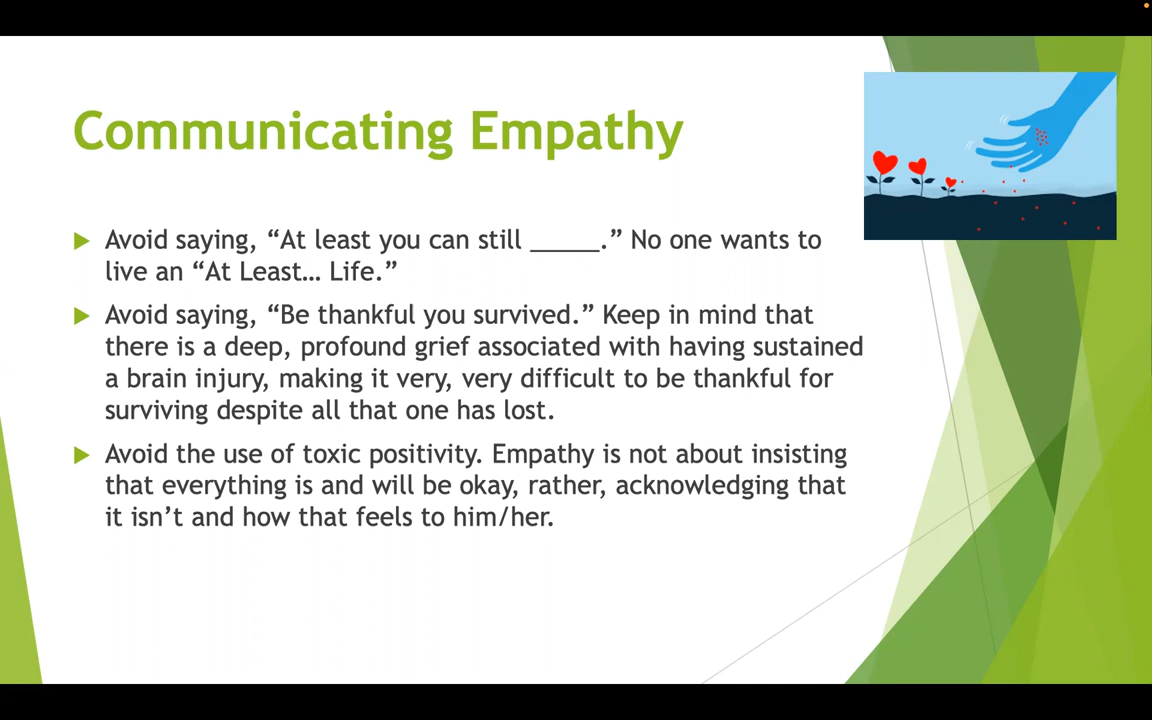 Communicating Empathy
Avoid saying, “At least you can still _____.” No one wants to
live an “At Least… Life.”
Avoid saying, “Be thankful you survived.” Keep in mind that
there is a deep, profound grief associated with having sustained
a brain injury, making it very, very difficult to be thankful for
surviving despite all that one has lost.
Avoid the use of toxic positivity. Empathy is not about insisting
that everything is and will be okay, rather, acknowledging that
it isn’t and how that feels to him/her.